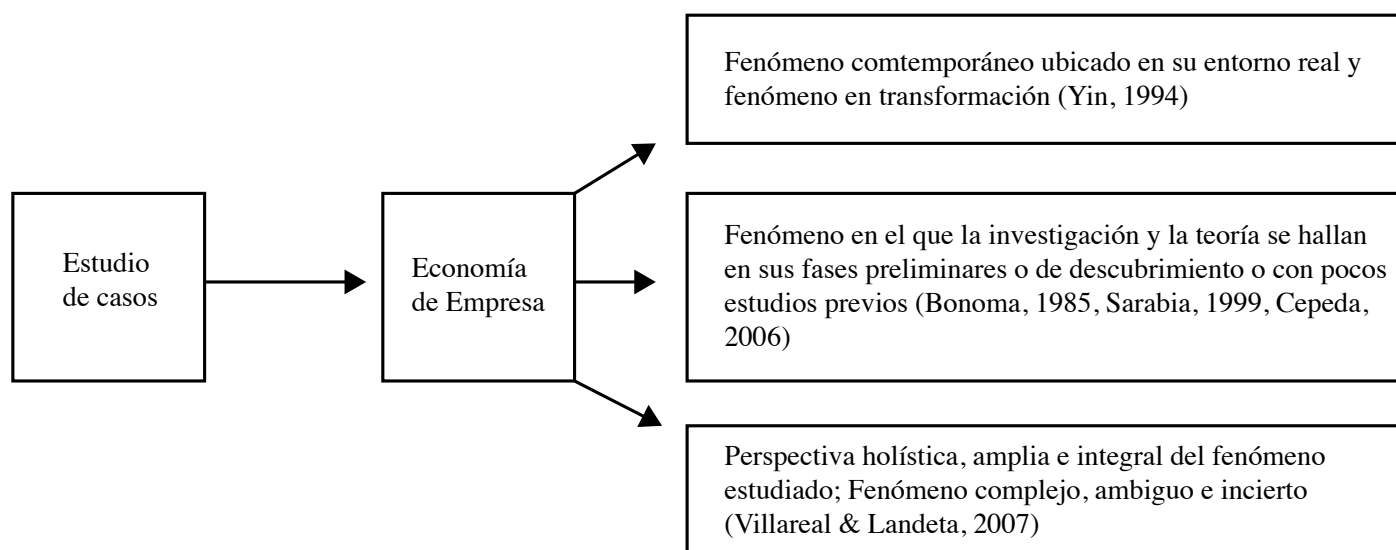 Estudio
de casos
Economía
de Empresa
Fenómeno comtemporáneo ubicado en su entorno real y
fenómeno en transformación (Yin, 1994)
Fenómeno en el que la investigación y la teoría se hallan
en sus fases preliminares o de descubrimiento o con pocos
estudios previos (Bonoma, 1985, Sarabia, 1999, Cepeda,
2006)
Perspectiva holística, amplia e integral del fenómeno
estudiado; Fenómeno complejo, ambiguo e incierto
(Villareal & Landeta, 2007)